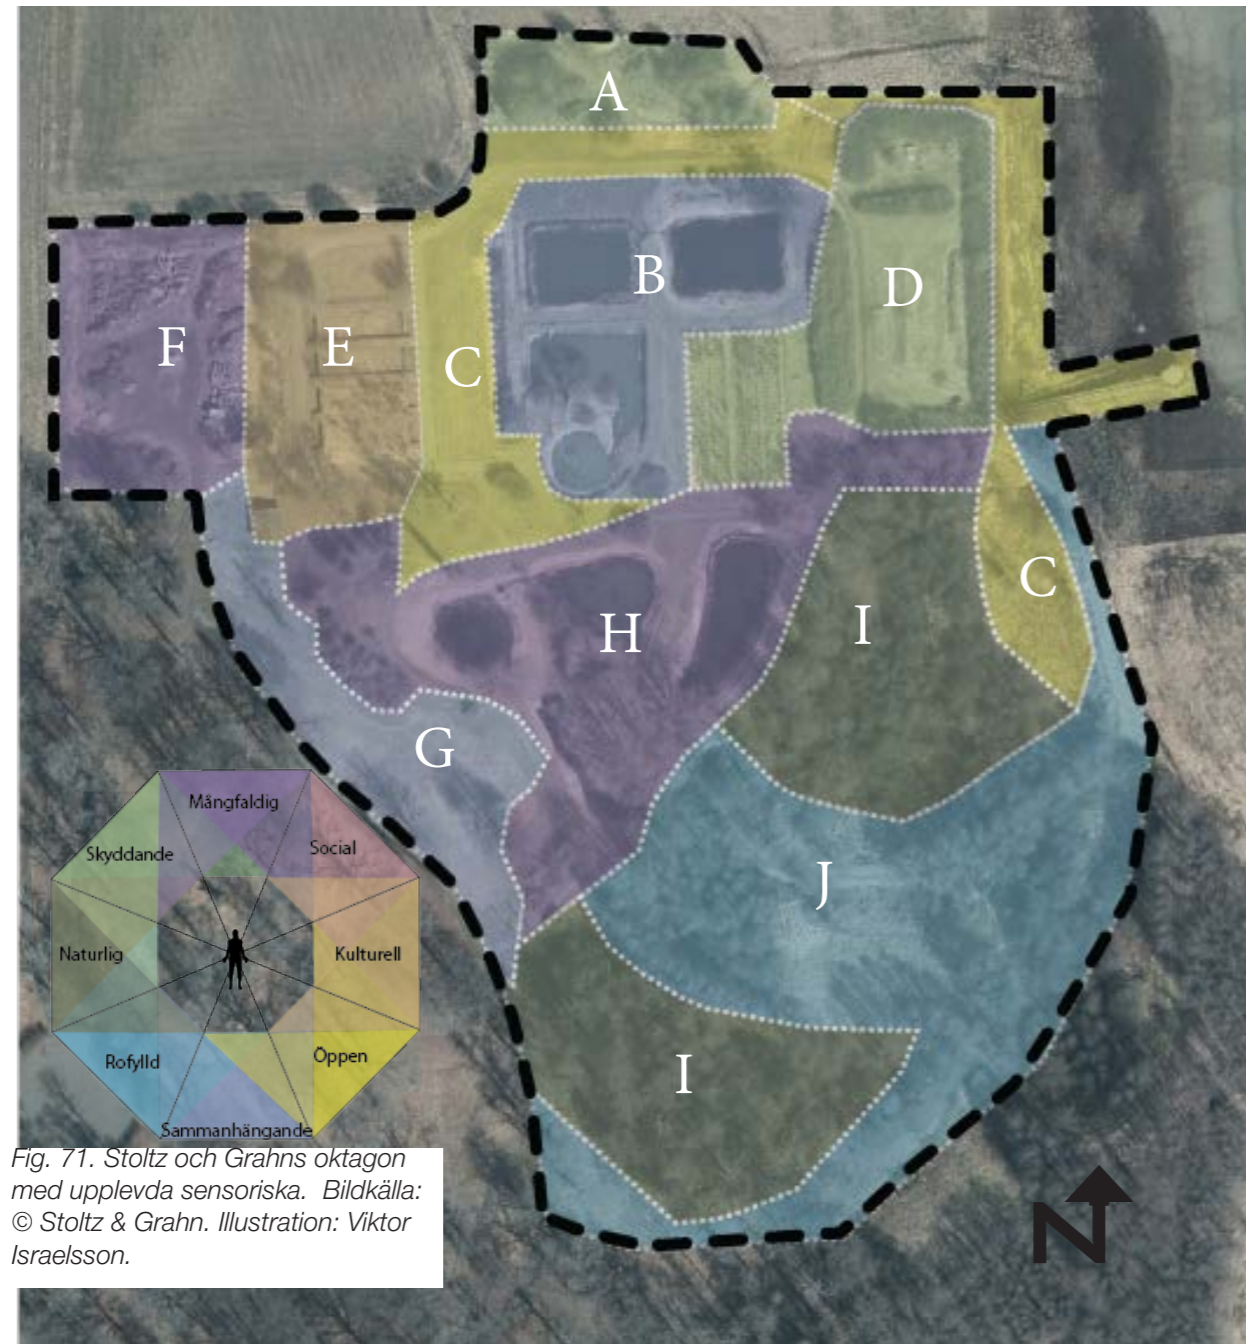 A
B
D
F
E
C
C
I
H
G
J
I
Mångfaldig
Skyddande
Social
Naturlig
Kulturell
Rofylld
Öppen
Sammanhängande
Fig. 71. Stoltz och Grahns oktagon
med upplevda sensoriska. Bildkälla:
© Stoltz & Grahn. Illustration: Viktor
Israelsson.
N